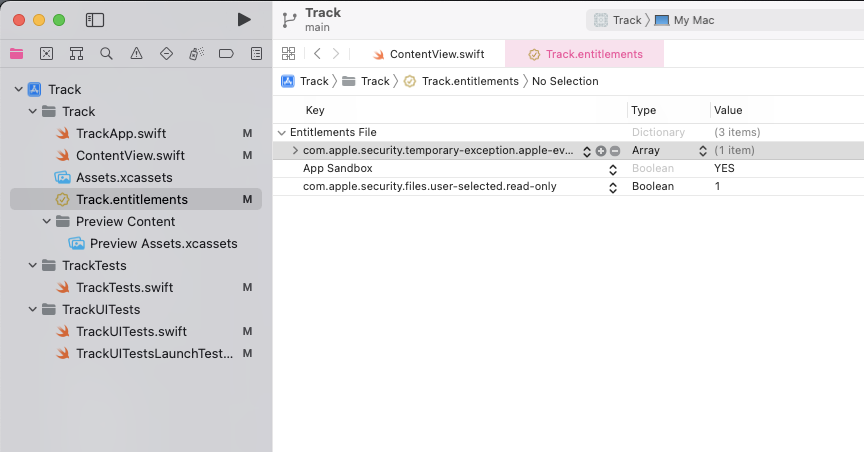 Track
main
Track
My Mac
ContentView.swift
Track.entitlements
Track
Track
Track.entitlements
No Selection
Track
Track
TrackApp.swift M
ContentView.swift M
Assets.xcassets
Track.entitlements M
Preview Content
Preview Assets.xcassets
TrackTests
TrackTests.swift M
TrackUITests
TrackUITests.swift M
TrackUITestsLaunchTest... M
Key Type Value
Entitlements File Dictionary (3 items)
com.apple.security.temporary-exception.apple-ev... Array (1 item)
App Sandbox Boolean YES
com.apple.security.files.user-selected.read-only Boolean 1